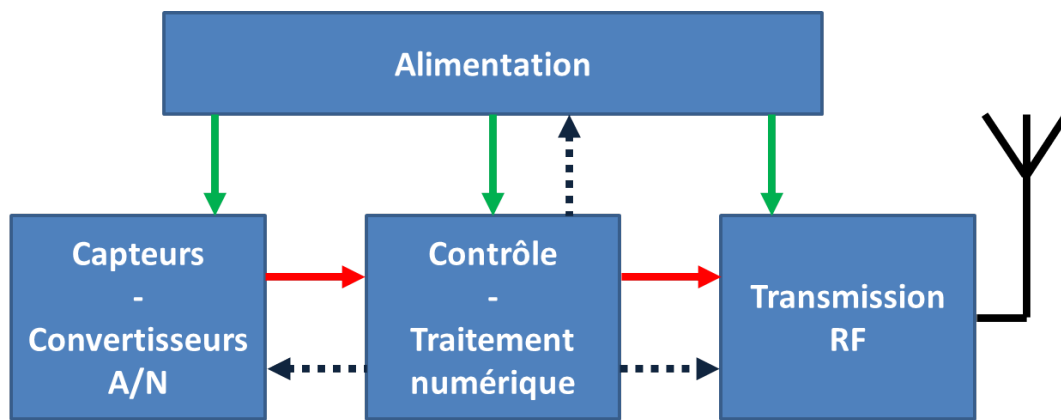 Alimentation
Capteurs
-
Convertisseurs
A/N
Contrôle
-
Traitement
numérique
Transmission
RF